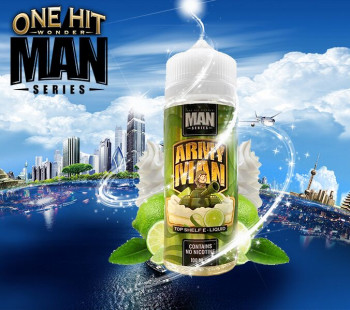 ONE HIT
WONDER
MAN
SERIES
MAN
SERIES
ARMY
MAN
TOP SHELF E-LIQUID
CONTAINS
NO NICOTINE